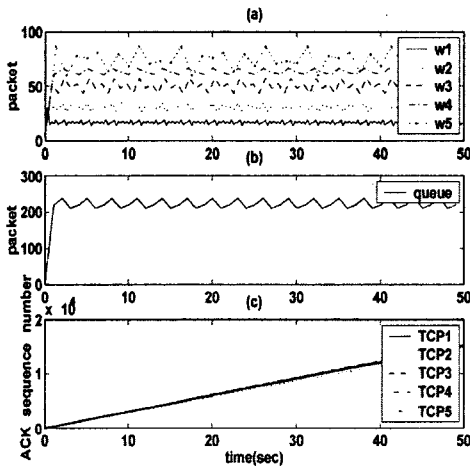 (a)
packet
100
50
0
0 10 20 30 40 50
w1
w2
w3
w4
w5
(b)
packet
300
200
100
0
0 10 20 30 40 50
queue
(c)
ACK sequence number
x 10^4
2
1
0
0 10 20 30 40 50
TCP1
TCP2
TCP3
TCP4
TCP5
time(sec)